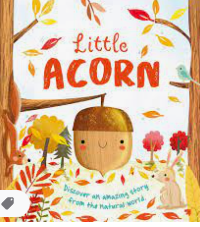 Little
ACORN
Discover an amazing story
from the natural world